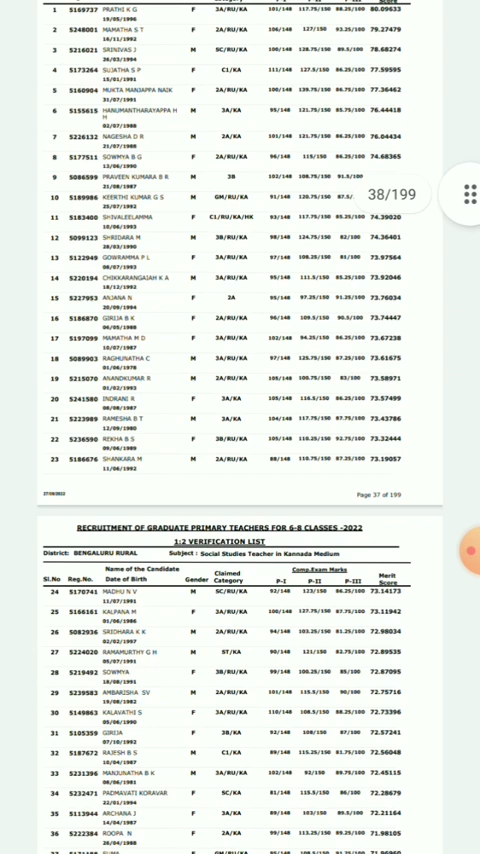 1 5169737 PRATHI K G F 3A/RU/KA 101/148 117.75/150 88.25/100 80.09633
19/05/1996
2 5248001 MAMATHA S T F 2A/RU/KA 106/148 127/150 93.25/100 79.27479
16/11/1992
3 5216021 SRINIVAS J M SC/RU/KA 100/148 128.75/150 89.5/100 78.68274
26/03/1994
4 5173264 SUJATHA S P F C1/KA 111/148 127.5/150 86.25/100 77.59595
15/01/1991
5 5160904 MUKTA MANJAPPA NAIK F 2A/RU/KA 100/148 139.75/150 86.75/100 77.36462
31/07/1991
6 5155615 HANUMANTHARAYAPPA H M 3A/KA 95/148 121.75/150 85.75/100 76.44418
H
02/07/1988
7 5226132 NAGESHA D R M 2A/KA 101/148 121.75/150 86.25/100 76.04434
21/07/1988
8 5177511 SOWMYA B G F 2A/RU/KA 96/148 115/150 86.25/100 74.68365
13/06/1990
9 5086599 PRAVEEN KUMARA B R M 3B 102/148 108.75/150 91.5/100
21/08/1987
10 5189986 KEERTHI KUMAR G S M GM/RU/KA 91/148 120.75/150 87.5/
25/07/1992
38/199
11 5183400 SHIVALEELAMMA F C1/RU/KA/HK 93/148 117.75/150 85.25/100 74.39020
10/06/1993
12 5099123 SHRIDARA M M 3B/RU/KA 98/148 124.75/150 82/100 74.36401
28/03/1990
13 5122949 GOWRAMMA P L F 3A/RU/KA 97/148 108.25/150 81/100 73.97564
08/07/1993
14 5220194 CHIKKARANGAIAH K A M 3A/RU/KA 95/148 111.5/150 85.25/100 73.92046
18/12/1992
15 5227953 ANJANA N F 2A 95/148 97.25/150 91.25/100 73.76034
20/09/1994
16 5186870 GIRIJA B K F 2A/RU/KA 96/148 109.5/150 90.5/100 73.74447
06/05/1988
17 5197099 MAMATHA M D F 3A/RU/KA 102/148 94.25/150 86.25/100 73.67238
10/07/1987
18 5089903 RAGHUNATHA C M 3A/RU/KA 97/148 125.75/150 87.25/100 73.61675
01/06/1978
19 5215070 ANANDKUMAR R M 2A/RU/KA 105/148 100.75/150 83/100 73.58971
01/02/1993
20 5241580 INDRANI R F 3A/KA 105/148 116.5/150 86.25/100 73.57499
08/08/1987
21 5223989 RAMESHA B T M 3A/KA 104/148 117.75/150 87.75/100 73.43786
12/09/1980
22 5236590 REKHA B S F 3B/RU/KA 105/148 110.25/150 92.75/100 73.32444
09/06/1989
23 5186676 SHANKARA M M 2A/RU/KA 88/148 110.75/150 87.25/100 73.19057
11/06/1992
27/09/2022 Page 37 of 199
RECRUITMENT OF GRADUATE PRIMARY TEACHERS FOR 6-8 CLASSES -2022
1:2 VERIFICATION LIST
District: BENGALURU RURAL Subject : Social Studies Teacher in Kannada Medium
Name of the Candidate Claimed Comp.Exam Marks Merit
Sl.No Reg.No. Date of Birth Gender Category P-I P-II P-III Score
24 5170741 MADHU N V M SC/RU/KA 92/148 123/150 86.25/100 73.14173
11/07/1991
25 5166161 KALPANA M F 3A/RU/KA 100/148 127.75/150 87.75/100 73.11942
01/06/1986
26 5082936 SRIDHARA K K M 2A/RU/KA 94/148 103.25/150 81.25/100 72.98034
02/02/1997
27 5224020 RAMAMURTHY G H M ST/KA 90/148 121/150 82.75/100 72.89535
05/07/1991
28 5219492 SOWMYA F 3B/RU/KA 99/148 100.25/150 85/100 72.87095
18/08/1991
29 5239583 AMBARISHA SV M 2A/RU/KA 101/148 115.5/150 90/100 72.75716
19/08/1982
30 5149863 KALAVATHI S F 3A/RU/KA 110/148 108.5/150 88.25/100 72.73396
05/06/1990
31 5105359 GIRIJA F 3B/KA 92/148 108/150 87/100 72.57241
07/10/1992
32 5187672 RAJESH B S M C1/KA 89/148 115.25/150 81.75/100 72.56048
10/04/1987
33 5231396 MANJUNATHA B K M 3A/RU/KA 102/148 92/150 89.75/100 72.45115
08/06/1981
34 5232471 PADMAVATI KORAVAR F SC/KA 81/148 115.5/150 86/100 72.28679
22/01/1994
35 5113944 ARCHANA J F 3A/KA 89/148 103/150 89.5/100 72.21164
14/04/1987
36 5222384 ROOPA N F 2A/KA 99/148 113.25/150 91.25/100 71.98105
26/04/1988